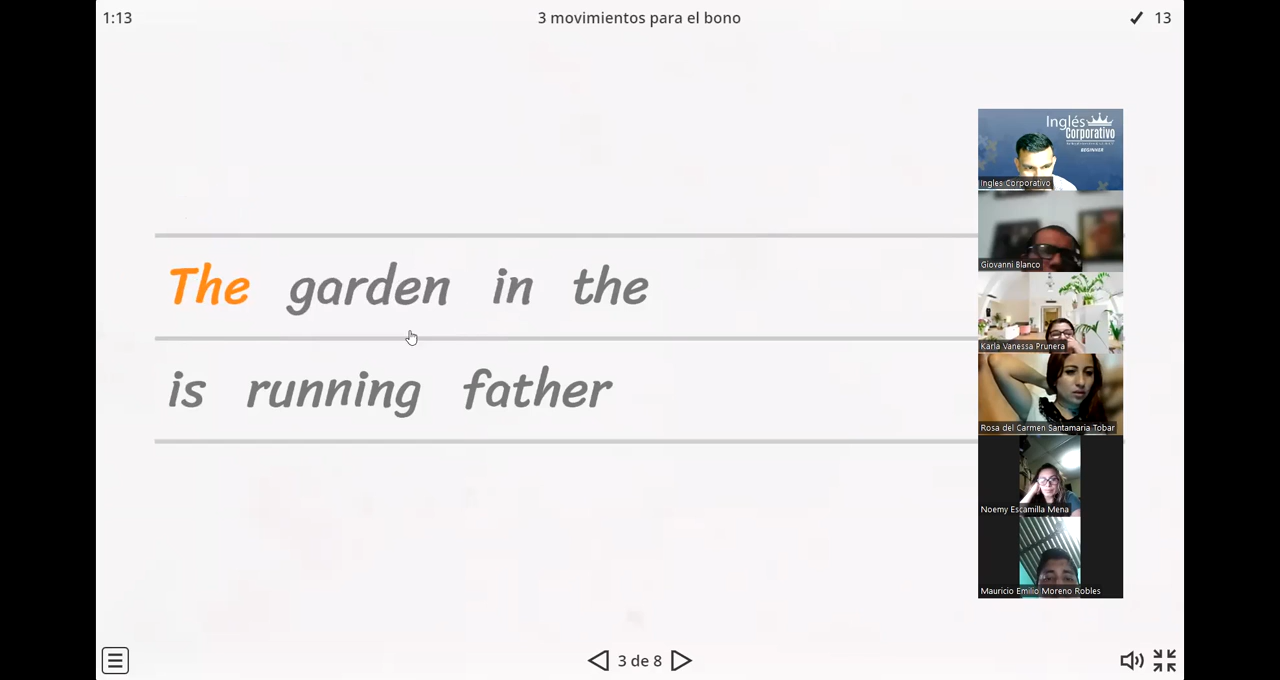 1:13
3 movimientos para el bono
✓ 13
The garden in the
is running father
Inglés
Corporativo
BEGINNER
Ingles Corporativo
Giovanni Blanco
Karla Vanessa Prunera
Rosa del Carmen Santamaria Tobar
Noemy Escamilla Mena
Mauricio Emilio Moreno Robles
3 de 8